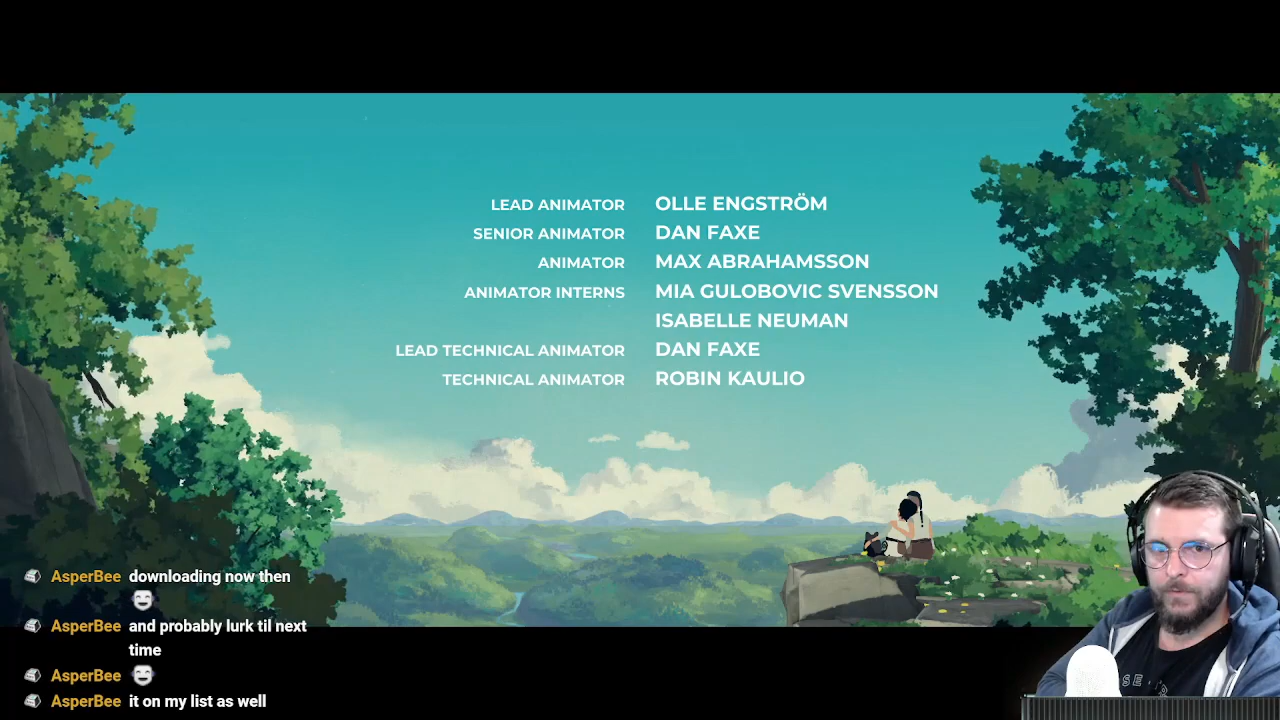 LEAD ANIMATOR OLLE ENGSTRÖM
SENIOR ANIMATOR DAN FAXE
ANIMATOR MAX ABRAHAMSSON
ANIMATOR INTERNS MIA GULOBOVIC SVENSSON
ISABELLE NEUMAN
LEAD TECHNICAL ANIMATOR DAN FAXE
TECHNICAL ANIMATOR ROBIN KAULIO
AsperBee downloading now then
AsperBee and probably lurk til next
time
AsperBee
AsperBee it on my list as well